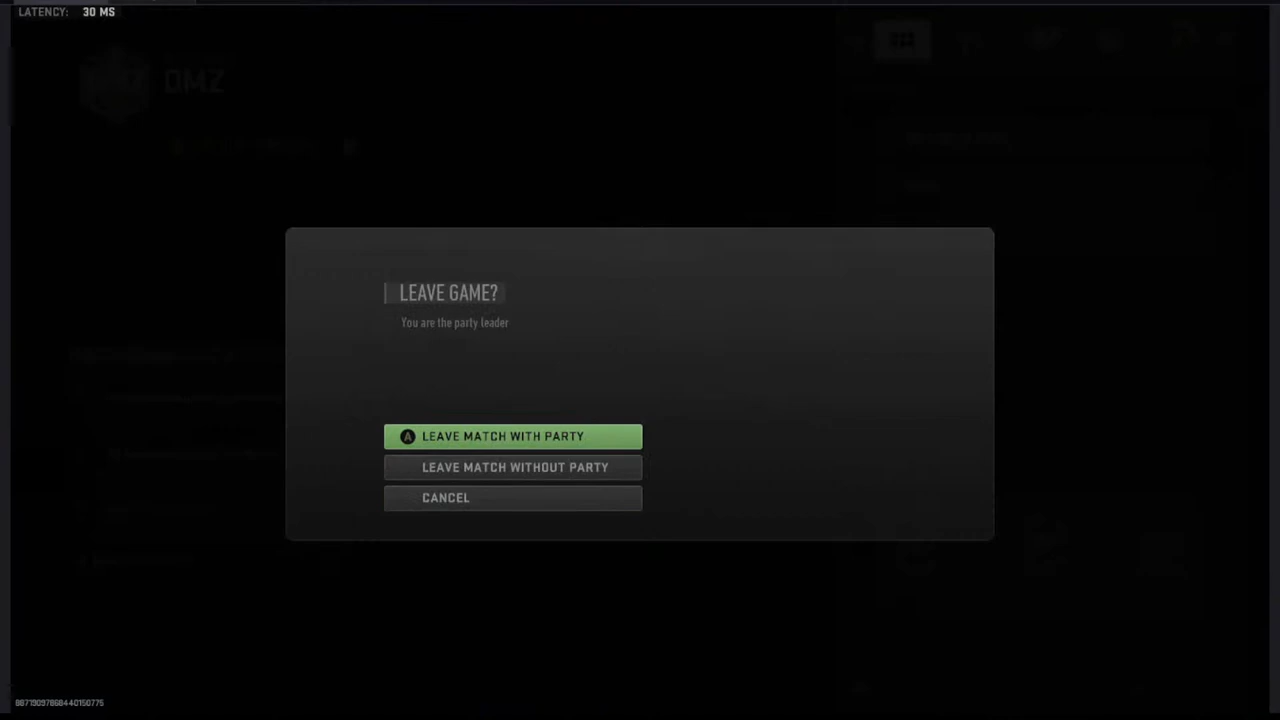 LATENCY: 30 MS
DMZ
LEAVE GAME?
You are the party leader
A LEAVE MATCH WITH PARTY
LEAVE MATCH WITHOUT PARTY
CANCEL